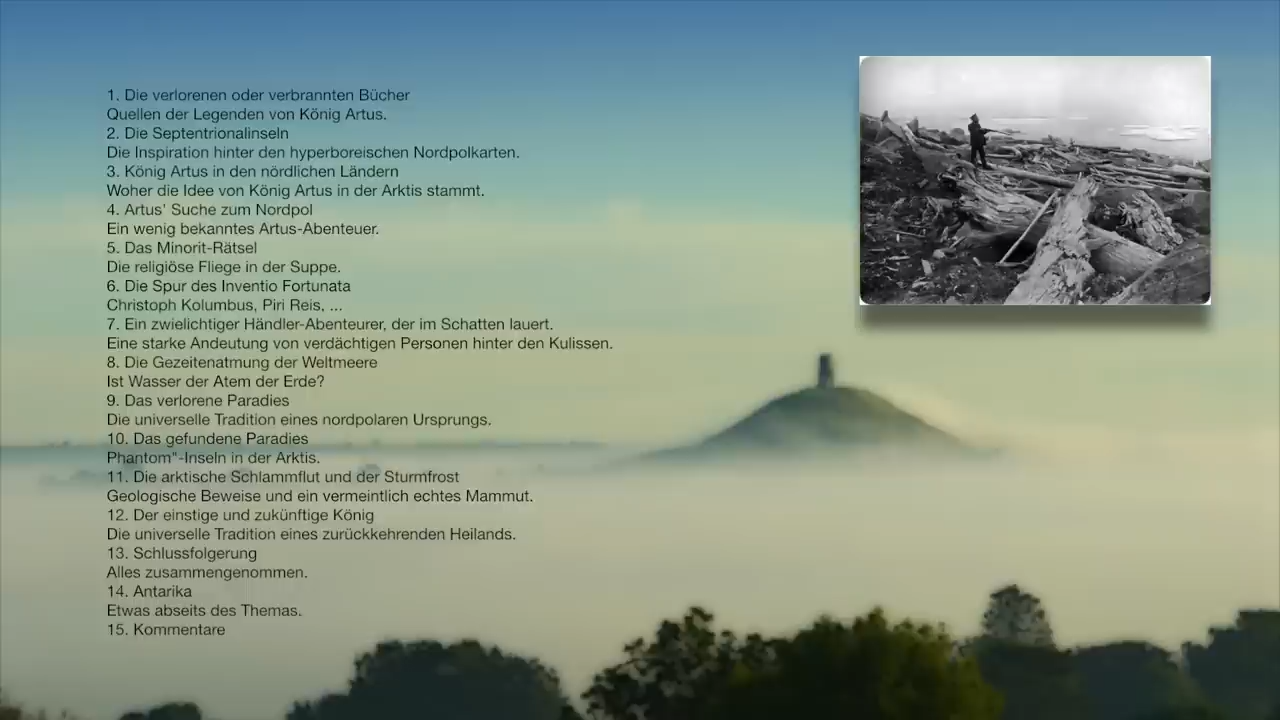 1. Die verlorenen oder verbrannten Bücher
Quellen der Legenden von König Artus.
2. Die Septentrionalinseln
Die Inspiration hinter den hyperboreischen Nordpolkarten.
3. König Artus in den nördlichen Ländern
Woher die Idee von König Artus in der Arktis stammt.
4. Artus' Suche zum Nordpol
Ein wenig bekanntes Artus-Abenteuer.
5. Das Minorit-Rätsel
Die religiöse Fliege in der Suppe.
6. Die Spur des Inventio Fortunata
Christoph Kolumbus, Piri Reis, ...
7. Ein zwielichtiger Händler-Abenteurer, der im Schatten lauert.
Eine starke Andeutung von verdächtigen Personen hinter den Kulissen.
8. Die Gezeitenatmung der Weltmeere
Ist Wasser der Atem der Erde?
9. Das verlorene Paradies
Die universelle Tradition eines nordpolaren Ursprungs.
10. Das gefundene Paradies
Phantom"-Inseln in der Arktis.
11. Die arktische Schlammflut und der Sturmfrost
Geologische Beweise und ein vermeintlich echtes Mammut.
12. Der einstige und zukünftige König
Die universelle Tradition eines zurückkehrenden Heilands.
13. Schlussfolgerung
Alles zusammengenommen.
14. Antarika
Etwas abseits des Themas.
15. Kommentare